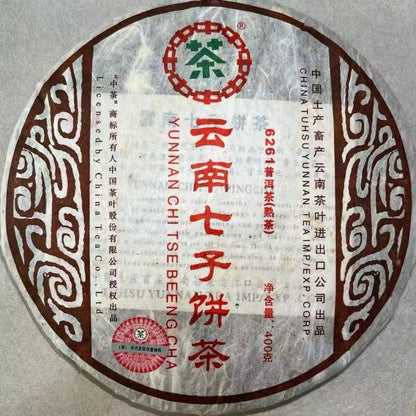 茶
®
云南七子饼茶
YUNNAN CHI TSE BEENG CHA
6261普洱茶(熟茶)
净含量:400克
中国土产畜产云南茶叶进出口公司出品
CHINA TUHSU YUNNAN TEA IMP/EXP. CORP.
"中茶"商标所有人中国茶叶股份有限公司授权出品
Licensed by China Tea Co., Ltd.